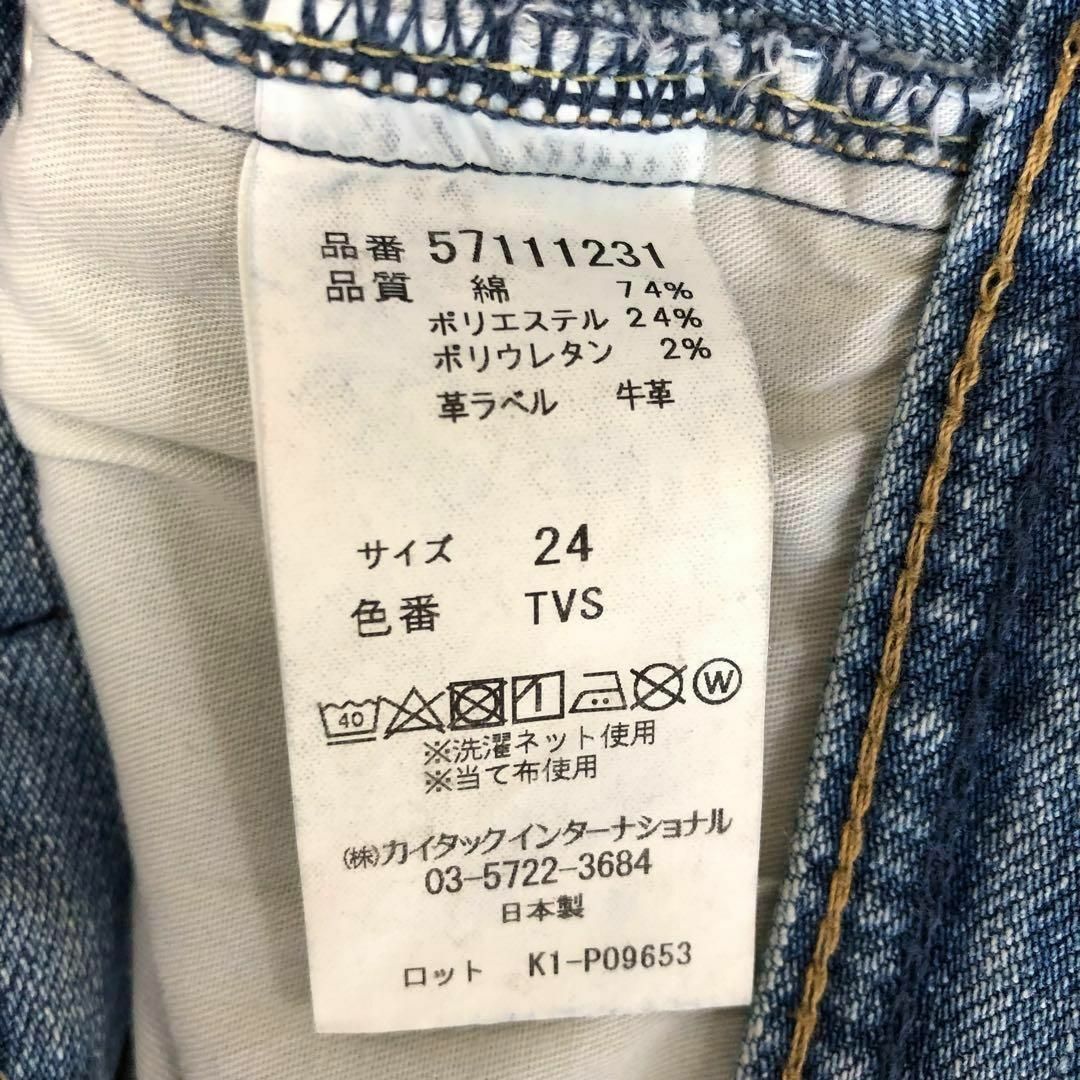 品番 57111231
品質 綿 74%
ポリエステル 24%
ポリウレタン 2%
革ラベル 牛革
サイズ 24
色番 TVS
40 1 W
※洗濯ネット使用
※当て布使用
(株)カイタックインターナショナル
03-5722-3684
日本製
ロット K1-P09653